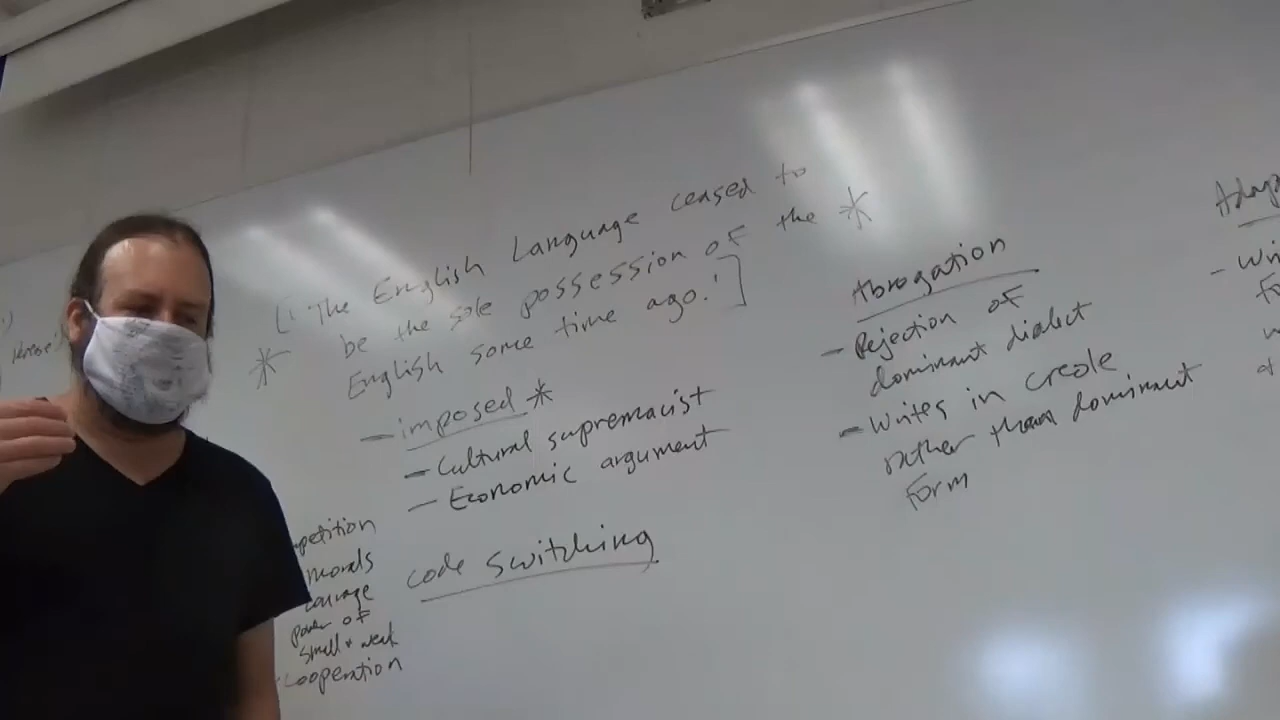 ['The English Language ceased to
* be the sole possession of the *
English some time ago.']
- imposed *
- Cultural supremacist
- Economic argument
code switching
petition
morals
courage
power of
small + weak
cooperation
Abrogation
- Rejection of
dominant dialect
- Writes in creole
rather than dominant
form